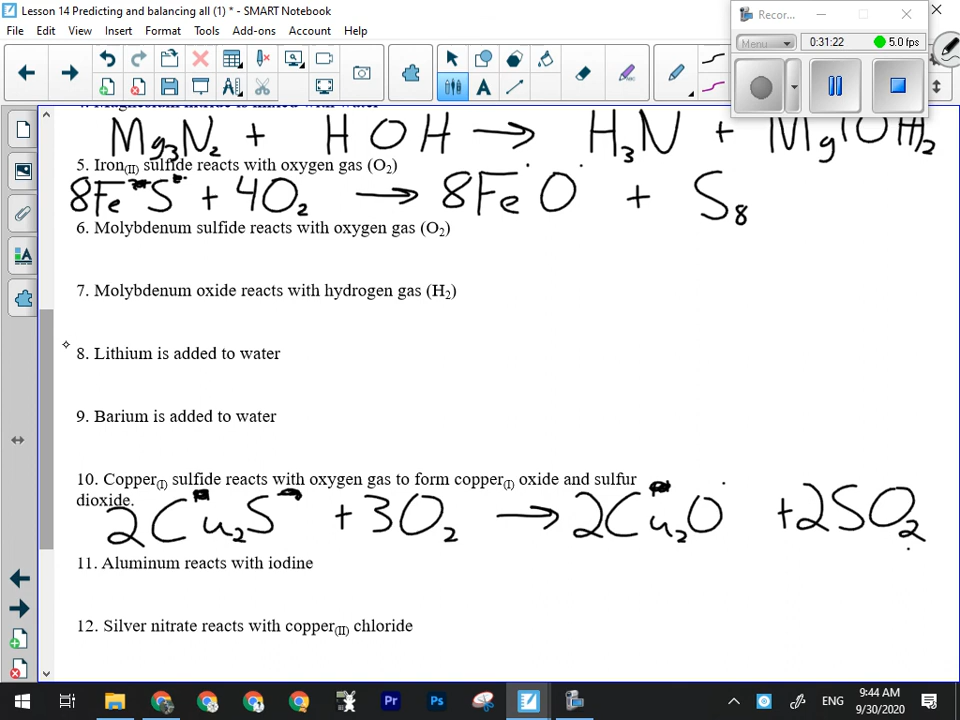 Lesson 14 Predicting and balancing all (1) * - SMART Notebook
File Edit View Insert Format Tools Add-ons Account Help
Recor...
Menu 0:31:22 5.0 fps
Mg₃N₂ + HOH → H₃N + Mg(OH)₂
5. Iron(II) sulfide reacts with oxygen gas (O₂)
8FeS + 4O₂ → 8FeO + S₈
6. Molybdenum sulfide reacts with oxygen gas (O₂)
7. Molybdenum oxide reacts with hydrogen gas (H₂)
8. Lithium is added to water
9. Barium is added to water
10. Copper(I) sulfide reacts with oxygen gas to form copper(I) oxide and sulfur
dioxide.
2Cu₂S + 3O₂ → 2Cu₂O + 2SO₂
11. Aluminum reacts with iodine
12. Silver nitrate reacts with copper(II) chloride
Pr Ps ENG 9:44 AM
9/30/2020